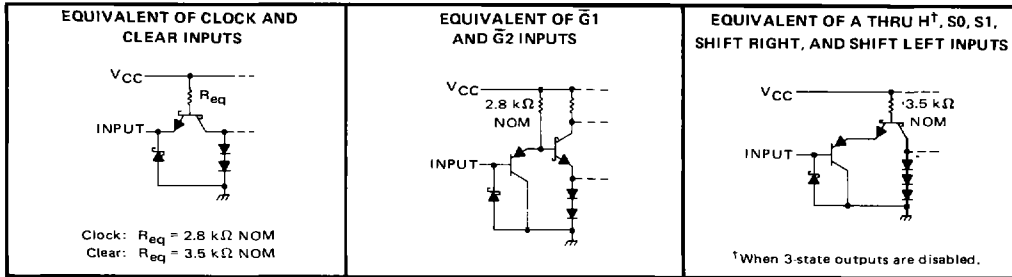 EQUIVALENT OF CLOCK AND
CLEAR INPUTS
VCC
Req
INPUT
Clock: Req = 2.8 kΩ NOM
Clear: Req = 3.5 kΩ NOM
EQUIVALENT OF G̅1
AND G̅2 INPUTS
VCC
2.8 kΩ
NOM
INPUT
EQUIVALENT OF A THRU H†, S0, S1,
SHIFT RIGHT, AND SHIFT LEFT INPUTS
VCC
3.5 kΩ
NOM
INPUT
†When 3-state outputs are disabled.